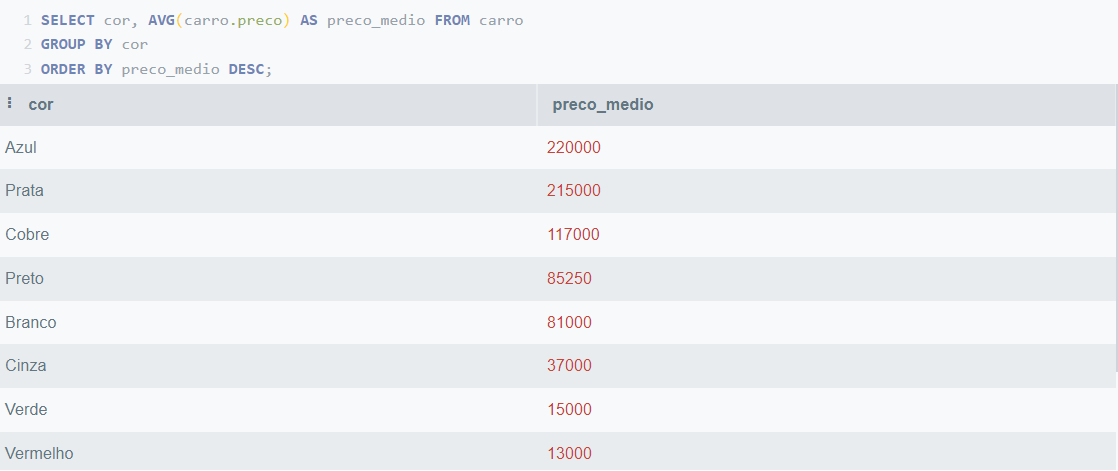 1 SELECT cor, AVG(carro.preco) AS preco_medio FROM carro
2 GROUP BY cor
3 ORDER BY preco_medio DESC;
cor preco_medio
Azul 220000
Prata 215000
Cobre 117000
Preto 85250
Branco 81000
Cinza 37000
Verde 15000
Vermelho 13000